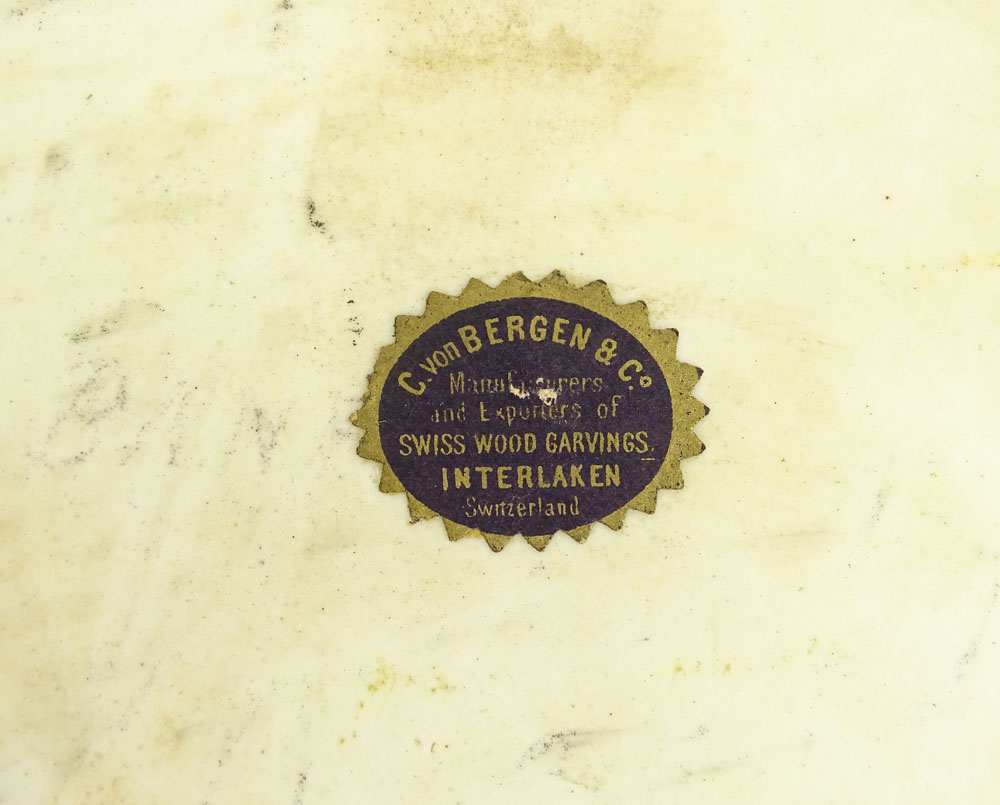 C. von BERGEN & Co
Manufacturers
and Exporters of
SWISS WOOD CARVINGS.
INTERLAKEN
Switzerland